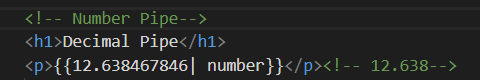 <!-- Number Pipe-->
<h1>Decimal Pipe</h1>
<p>{{12.638467846| number}}</p><!-- 12.638-->